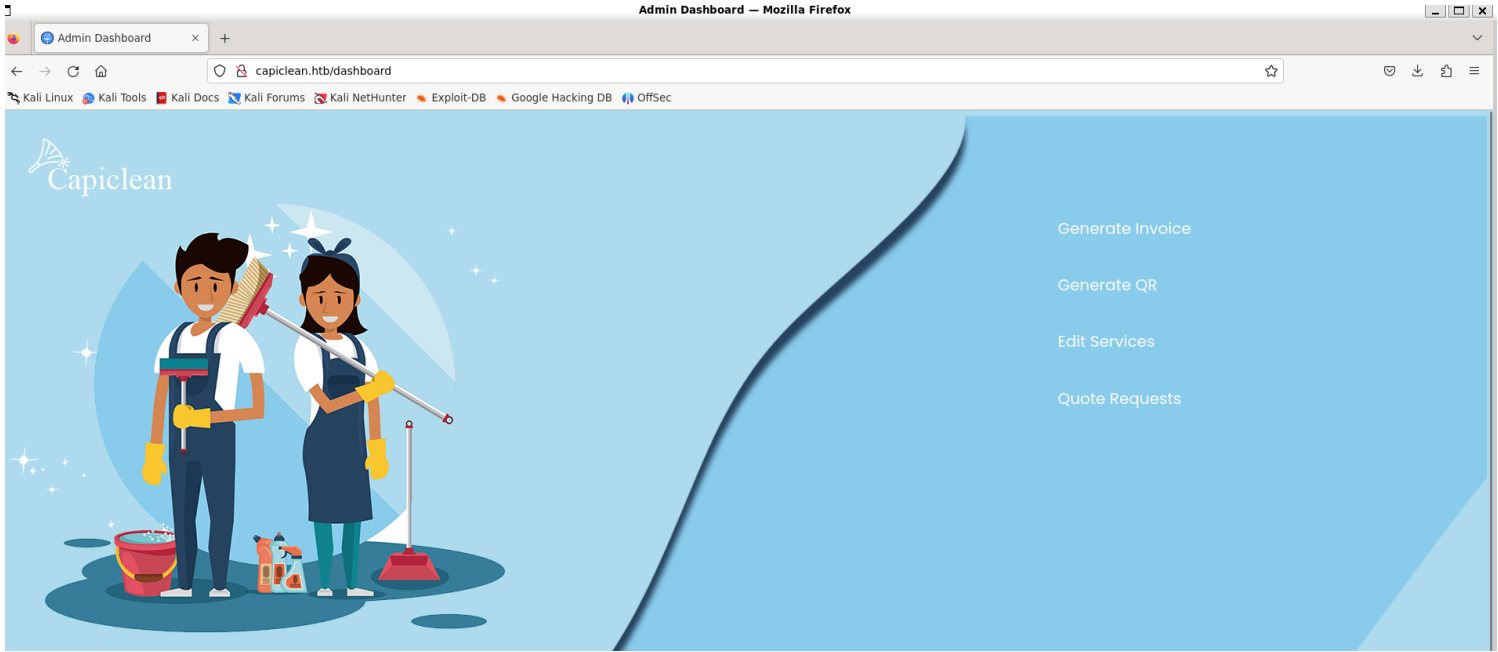 Admin Dashboard — Mozilla Firefox
Admin Dashboard
capiclean.htb/dashboard
Kali Linux Kali Tools Kali Docs Kali Forums Kali NetHunter Exploit-DB Google Hacking DB OffSec
Capiclean
Generate Invoice
Generate QR
Edit Services
Quote Requests